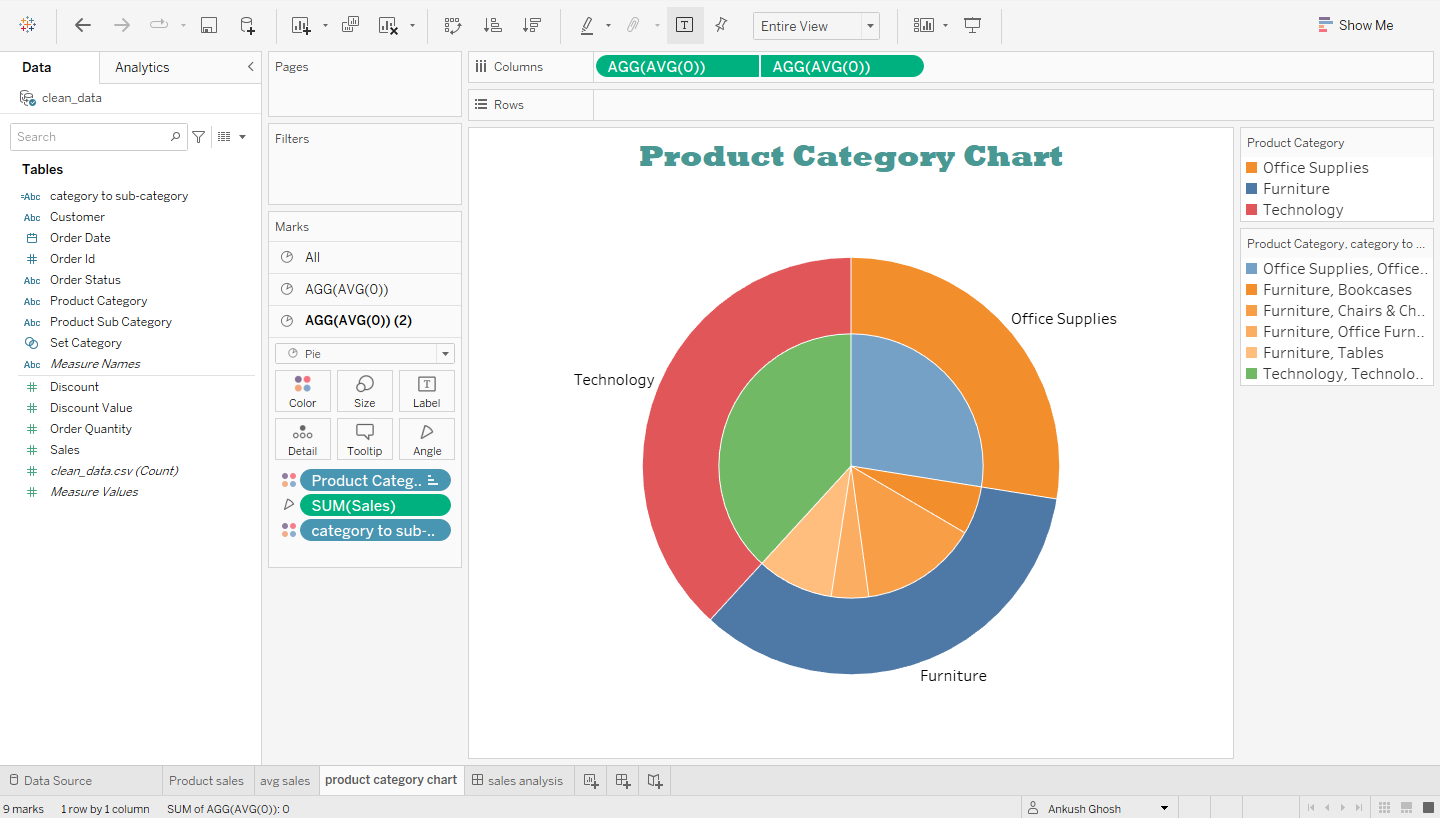 Entire View
Show Me
Data
Analytics
clean_data
Search
Tables
=Abc category to sub-category
Abc Customer
Order Date
Order Id
Abc Order Status
Abc Product Category
Abc Product Sub Category
Set Category
Abc Measure Names
Discount
Discount Value
Order Quantity
Sales
clean_data.csv (Count)
Measure Values
Pages
Filters
Marks
All
AGG(AVG(0))
AGG(AVG(0)) (2)
Pie
Color
Size
T
Label
Detail
Tooltip
Angle
Product Categ..
SUM(Sales)
category to sub-..
Columns
AGG(AVG(0))
AGG(AVG(0))
Rows
Product Category Chart
Office Supplies
Technology
Furniture
Product Category
Office Supplies
Furniture
Technology
Product Category, category to ...
Office Supplies, Office..
Furniture, Bookcases
Furniture, Chairs & Ch..
Furniture, Office Furn..
Furniture, Tables
Technology, Technolo..
Data Source
Product sales
avg sales
product category chart
sales analysis
9 marks
1 row by 1 column
SUM of AGG(AVG(0)): 0
Ankush Ghosh